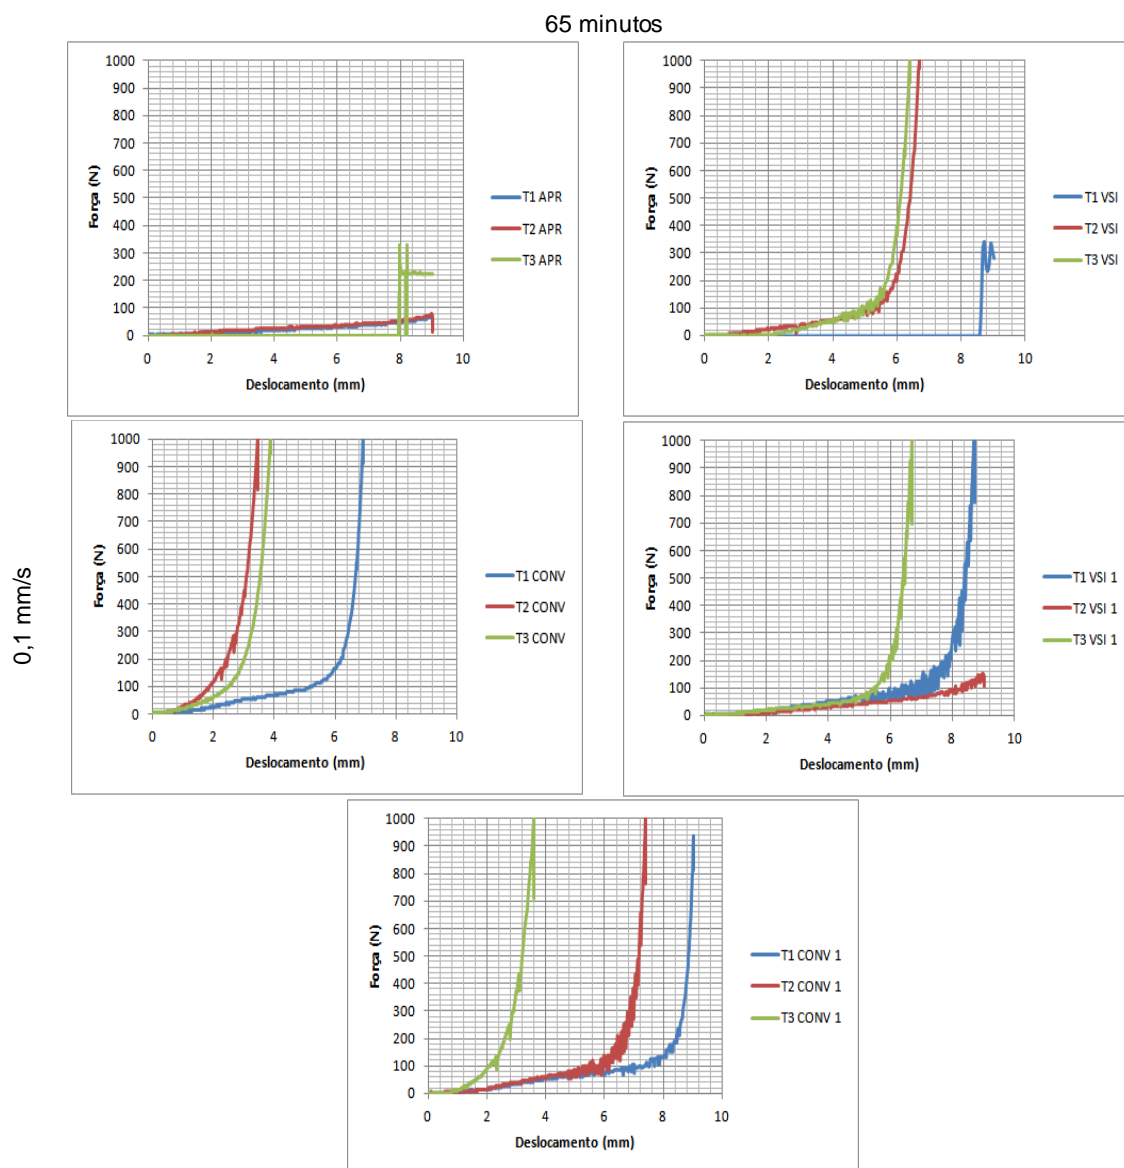 65 minutos
0,1 mm/s
1000
900
800
700
600
500
400
300
200
100
0
Força (N)
0 2 4 6 8 10
Deslocamento (mm)
T1 APR
T2 APR
T3 APR
1000
900
800
700
600
500
400
300
200
100
0
Força (N)
0 2 4 6 8 10
Deslocamento (mm)
T1 VSI
T2 VSI
T3 VSI
1000
900
800
700
600
500
400
300
200
100
0
Força (N)
0 2 4 6 8 10
Deslocamento (mm)
T1 CONV
T2 CONV
T3 CONV
1000
900
800
700
600
500
400
300
200
100
0
Força (N)
0 2 4 6 8 10
Deslocamento (mm)
T1 VSI 1
T2 VSI 1
T3 VSI 1
1000
900
800
700
600
500
400
300
200
100
0
Força (N)
0 2 4 6 8 10
Deslocamento (mm)
T1 CONV 1
T2 CONV 1
T3 CONV 1